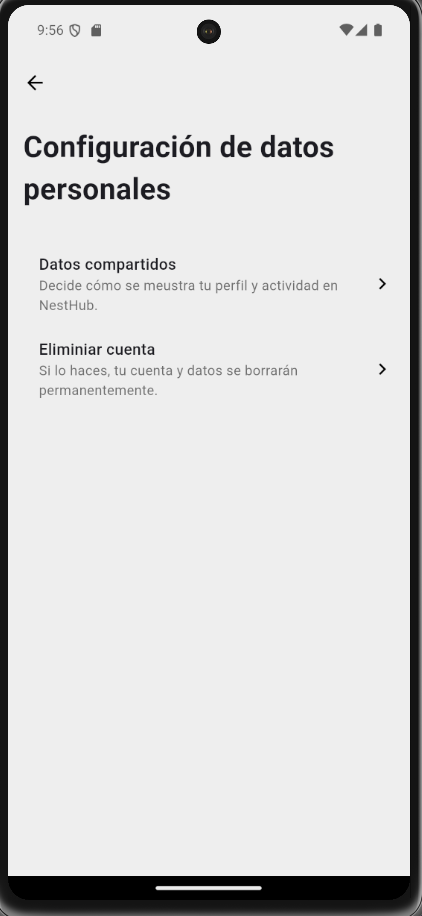 9:56
Configuración de datos
personales
Datos compartidos
Decide cómo se meustra tu perfil y actividad en
NestHub.
Eliminiar cuenta
Si lo haces, tu cuenta y datos se borrarán
permanentemente.